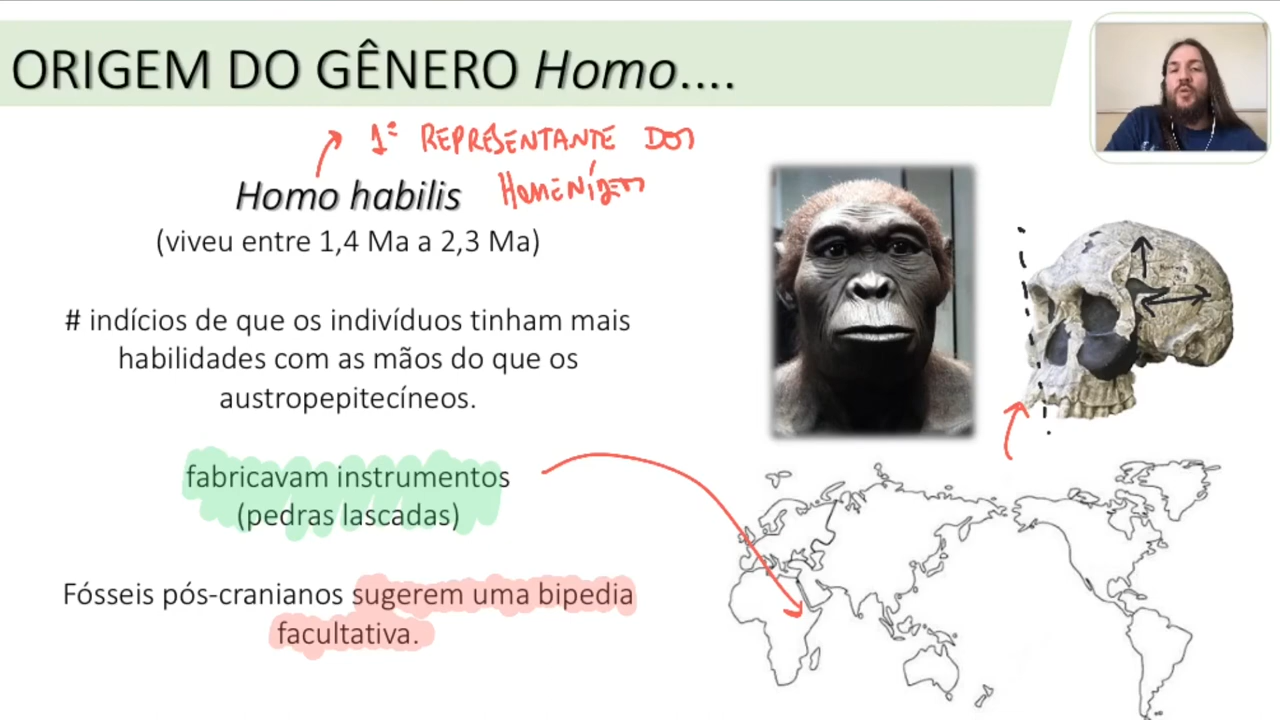 ORIGEM DO GÊNERO Homo....
1º REPRESENTANTE DOS
HOMENÍDEOS
Homo habilis
(viveu entre 1,4 Ma a 2,3 Ma)
# indícios de que os indivíduos tinham mais
habilidades com as mãos do que os
austropepitecíneos.
fabricavam instrumentos
(pedras lascadas)
Fósseis pós-cranianos sugerem uma bipedia
facultativa.